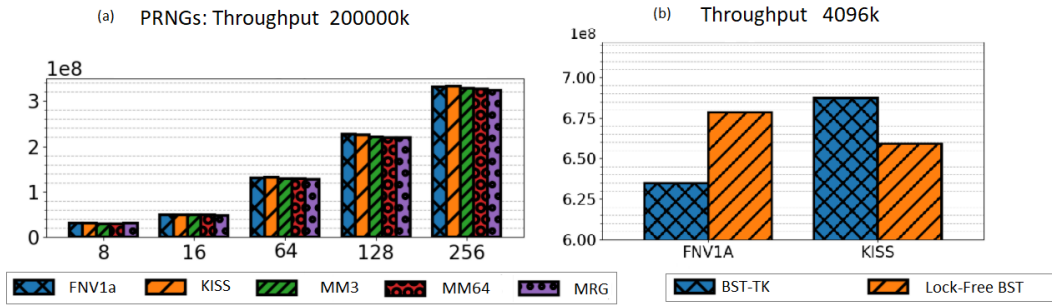 (a) PRNGs: Throughput 200000k
1e8
3
2
1
0
8 16 64 128 256
FNV1a KISS MM3 MM64 MRG
(b) Throughput 4096k
1e8
7.00
6.75
6.50
6.25
6.00
FNV1A KISS
BST-TK Lock-Free BST